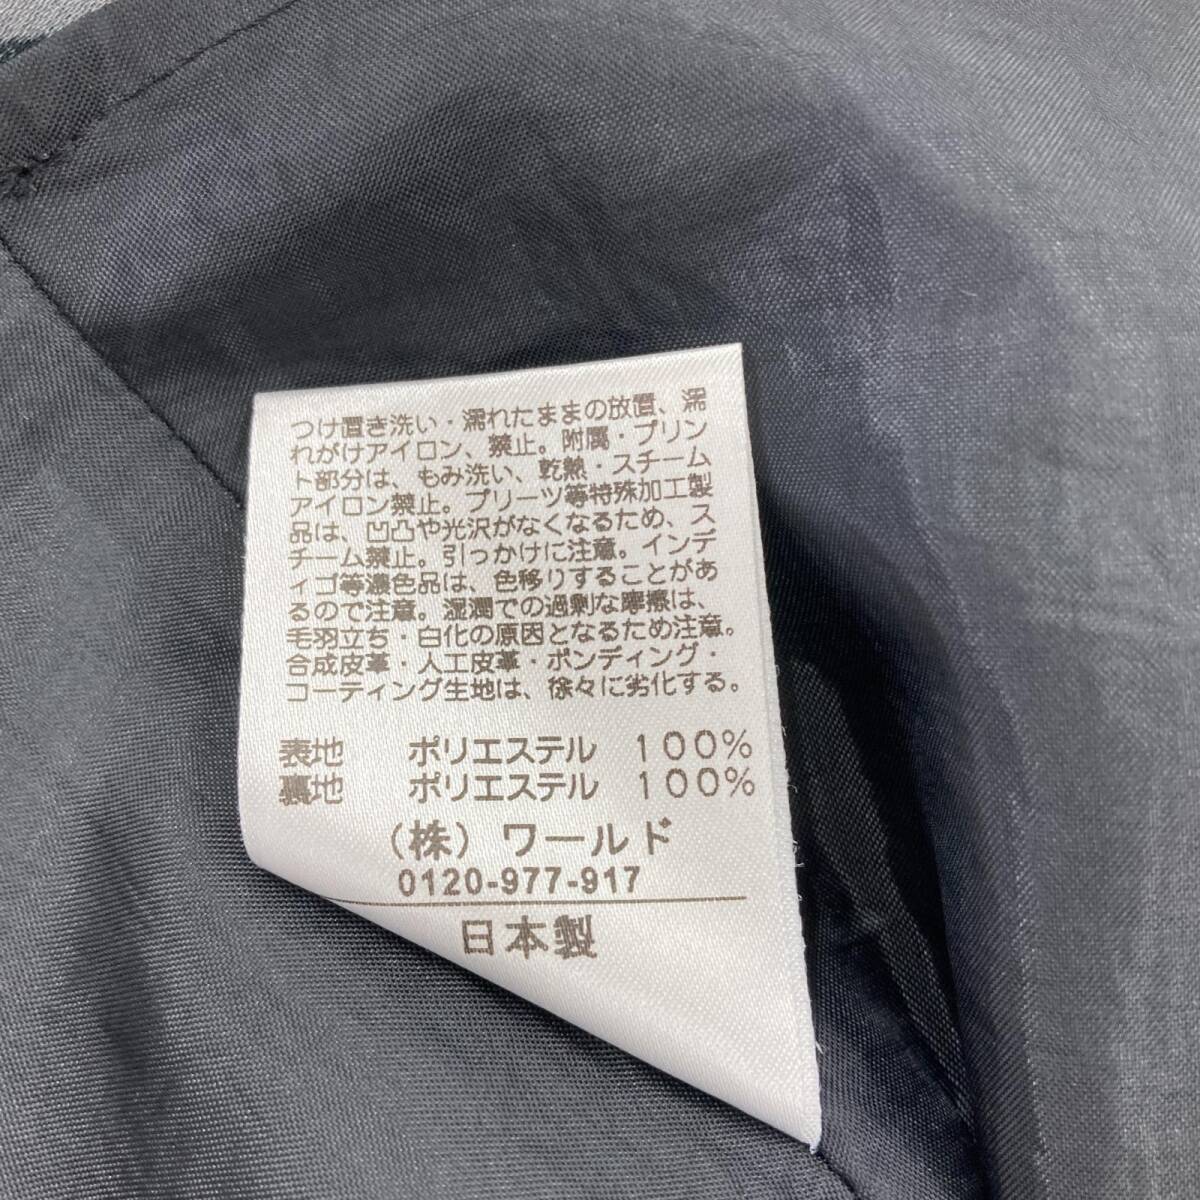 つけ置き洗い・濡れたままの放置、濡
れがけアイロン、禁止。附属・プリン
ト部分は、もみ洗い、乾熱・スチーム
アイロン禁止。プリーツ等特殊加工製
品は、凹凸や光沢がなくなるため、ス
チーム禁止。引っかけに注意。インデ
ィゴ等濃色品は、色移りすることがあ
るので注意。湿潤での過剰な摩擦は、
毛羽立ち・白化の原因となるため注意。
合成皮革・人工皮革・ボンディング・
コーティング生地は、徐々に劣化する。
表地 ポリエステル 100%
裏地 ポリエステル 100%
(株)ワールド
0120-977-917
日本製